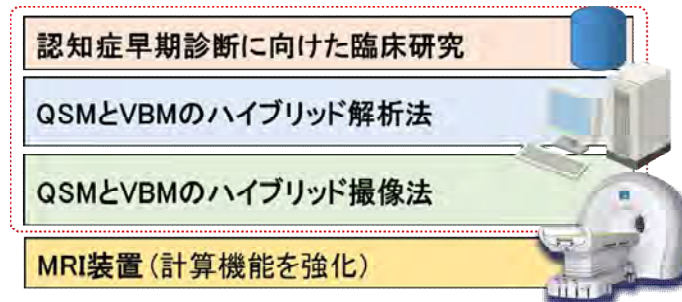 認知症早期診断に向けた臨床研究
QSMとVBMのハイブリッド解析法
QSMとVBMのハイブリッド撮像法
MRI装置（計算機能を強化）